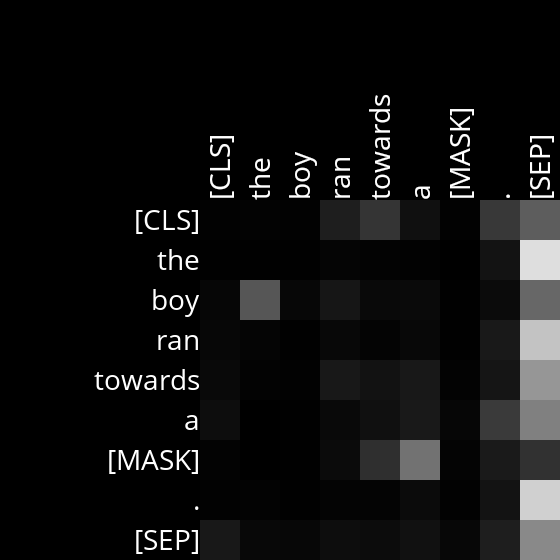 [CLS] the boy ran towards a [MASK] . [SEP]
[CLS]
the
boy
ran
towards
a
[MASK]
.
[SEP]